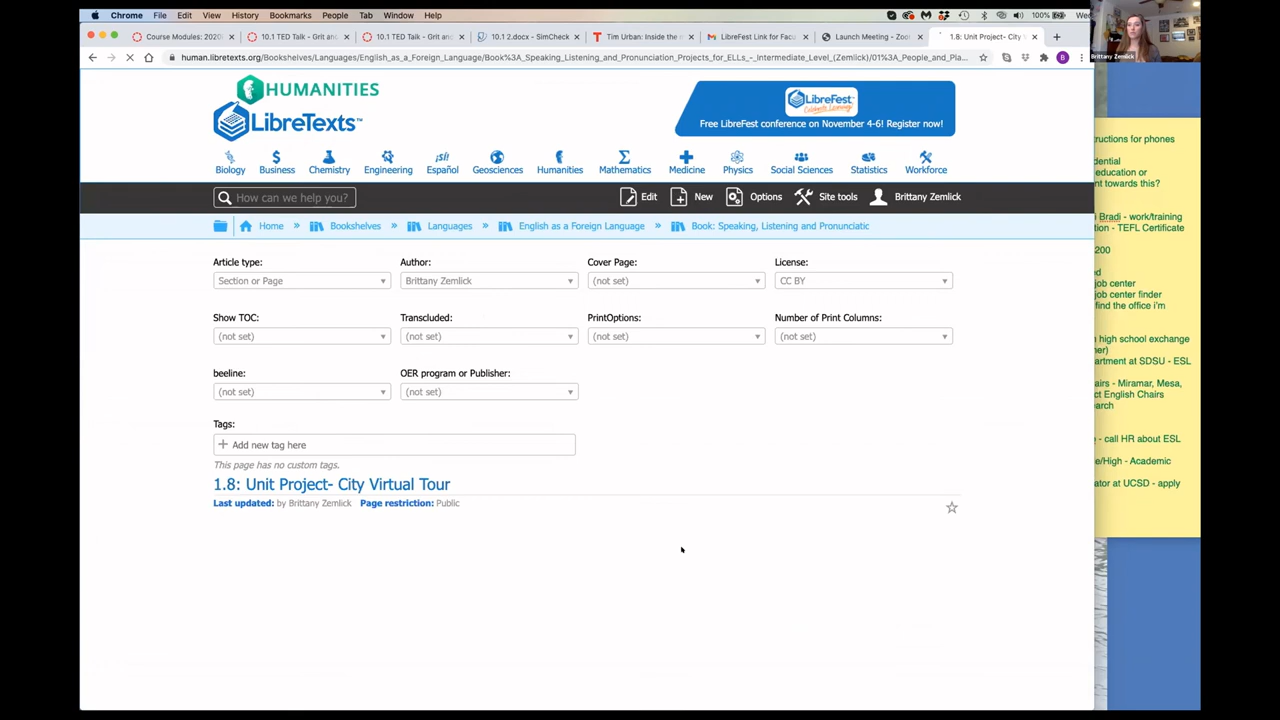 Chrome File Edit View History Bookmarks People Tab Window Help 100% Wed
Course Modules: 2020 10.1 TED Talk - Grit an 10.1 TED Talk - Grit an 10.1 2.docx - SimCheck Tim Urban: Inside the LibreFest Link for Facu Launch Meeting - Zoo 1.8: Unit Project- City
human.libretexts.org/Bookshelves/Languages/English_as_a_Foreign_Language/Book%3A_Speaking_Listening_and_Pronunciation_Projects_for_ELLs_-_Intermediate_Level_(Zemlick)/01%3A_People_and_Pla...
B
Brittany Zemlick
HUMANITIES
LibreTexts™
LibreFest
Free LibreFest conference on November 4-6! Register now!
Biology Business Chemistry Engineering Español Geosciences Humanities Mathematics Medicine Physics Social Sciences Statistics Workforce
How can we help you? Edit New Options Site tools Brittany Zemlick
Home » Bookshelves » Languages » English as a Foreign Language » Book: Speaking, Listening and Pronunciatic
Article type: Author: Cover Page: License:
Section or Page Brittany Zemlick (not set) CC BY
Show TOC: Transcluded: PrintOptions: Number of Print Columns:
(not set) (not set) (not set) (not set)
beeline: OER program or Publisher:
(not set) (not set)
Tags:
Add new tag here
This page has no custom tags.
1.8: Unit Project- City Virtual Tour
Last updated: by Brittany Zemlick Page restriction: Public
ructions for phones
dential
education or
nt towards this?
Bradi - work/training
tion - TEFL Certificate
200
ed
job center
job center finder
find the office i'm
high school exchange
her)
artment at SDSU - ESL
airs - Miramar, Mesa,
ct English Chairs
earch
- call HR about ESL
e/High - Academic
ator at UCSD - apply